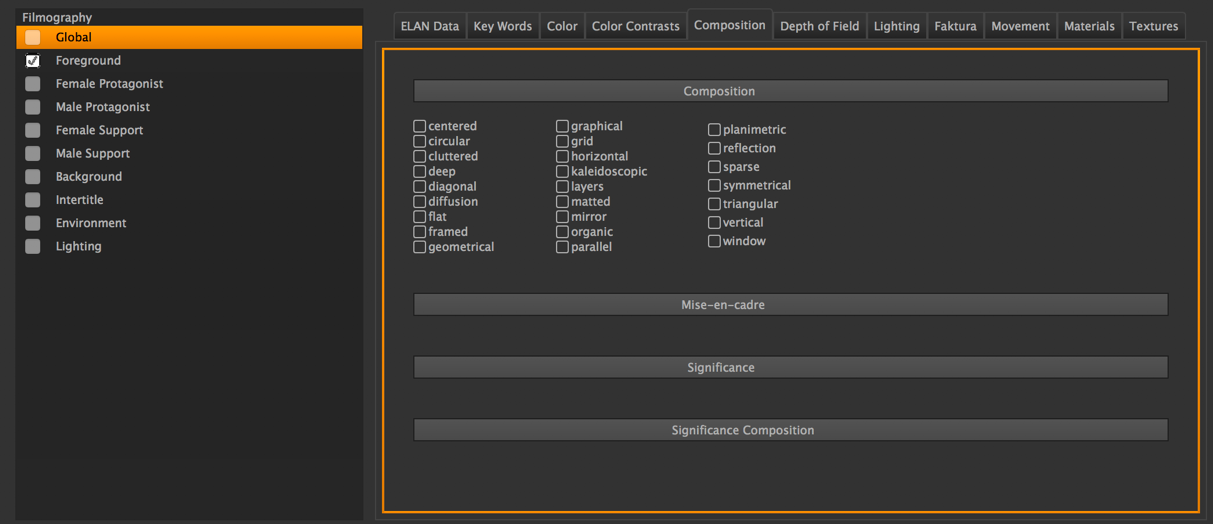 Filmography
Global
Foreground
Female Protagonist
Male Protagonist
Female Support
Male Support
Background
Intertitle
Environment
Lighting
ELAN Data Key Words Color Color Contrasts Composition Depth of Field Lighting Faktura Movement Materials Textures
Composition
centered
circular
cluttered
deep
diagonal
diffusion
flat
framed
geometrical
graphical
grid
horizontal
kaleidoscopic
layers
matted
mirror
organic
parallel
planimetric
reflection
sparse
symmetrical
triangular
vertical
window
Mise-en-cadre
Significance
Significance Composition